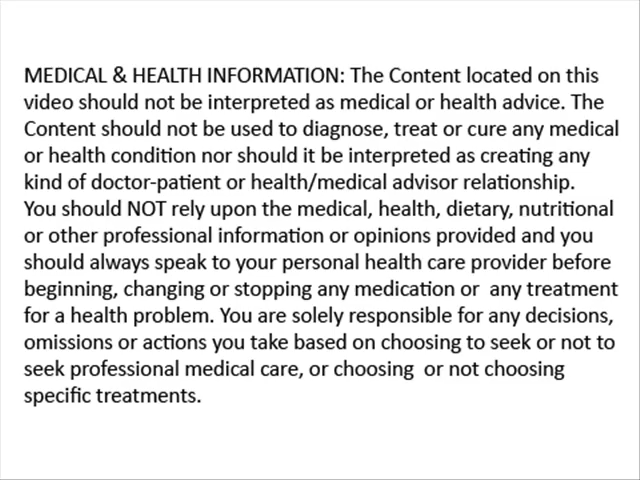 MEDICAL & HEALTH INFORMATION: The Content located on this
video should not be interpreted as medical or health advice. The
Content should not be used to diagnose, treat or cure any medical
or health condition nor should it be interpreted as creating any
kind of doctor-patient or health/medical advisor relationship.
You should NOT rely upon the medical, health, dietary, nutritional
or other professional information or opinions provided and you
should always speak to your personal health care provider before
beginning, changing or stopping any medication or  any treatment
for a health problem. You are solely responsible for any decisions,
omissions or actions you take based on choosing to seek or not to
seek professional medical care, or choosing  or not choosing
specific treatments.